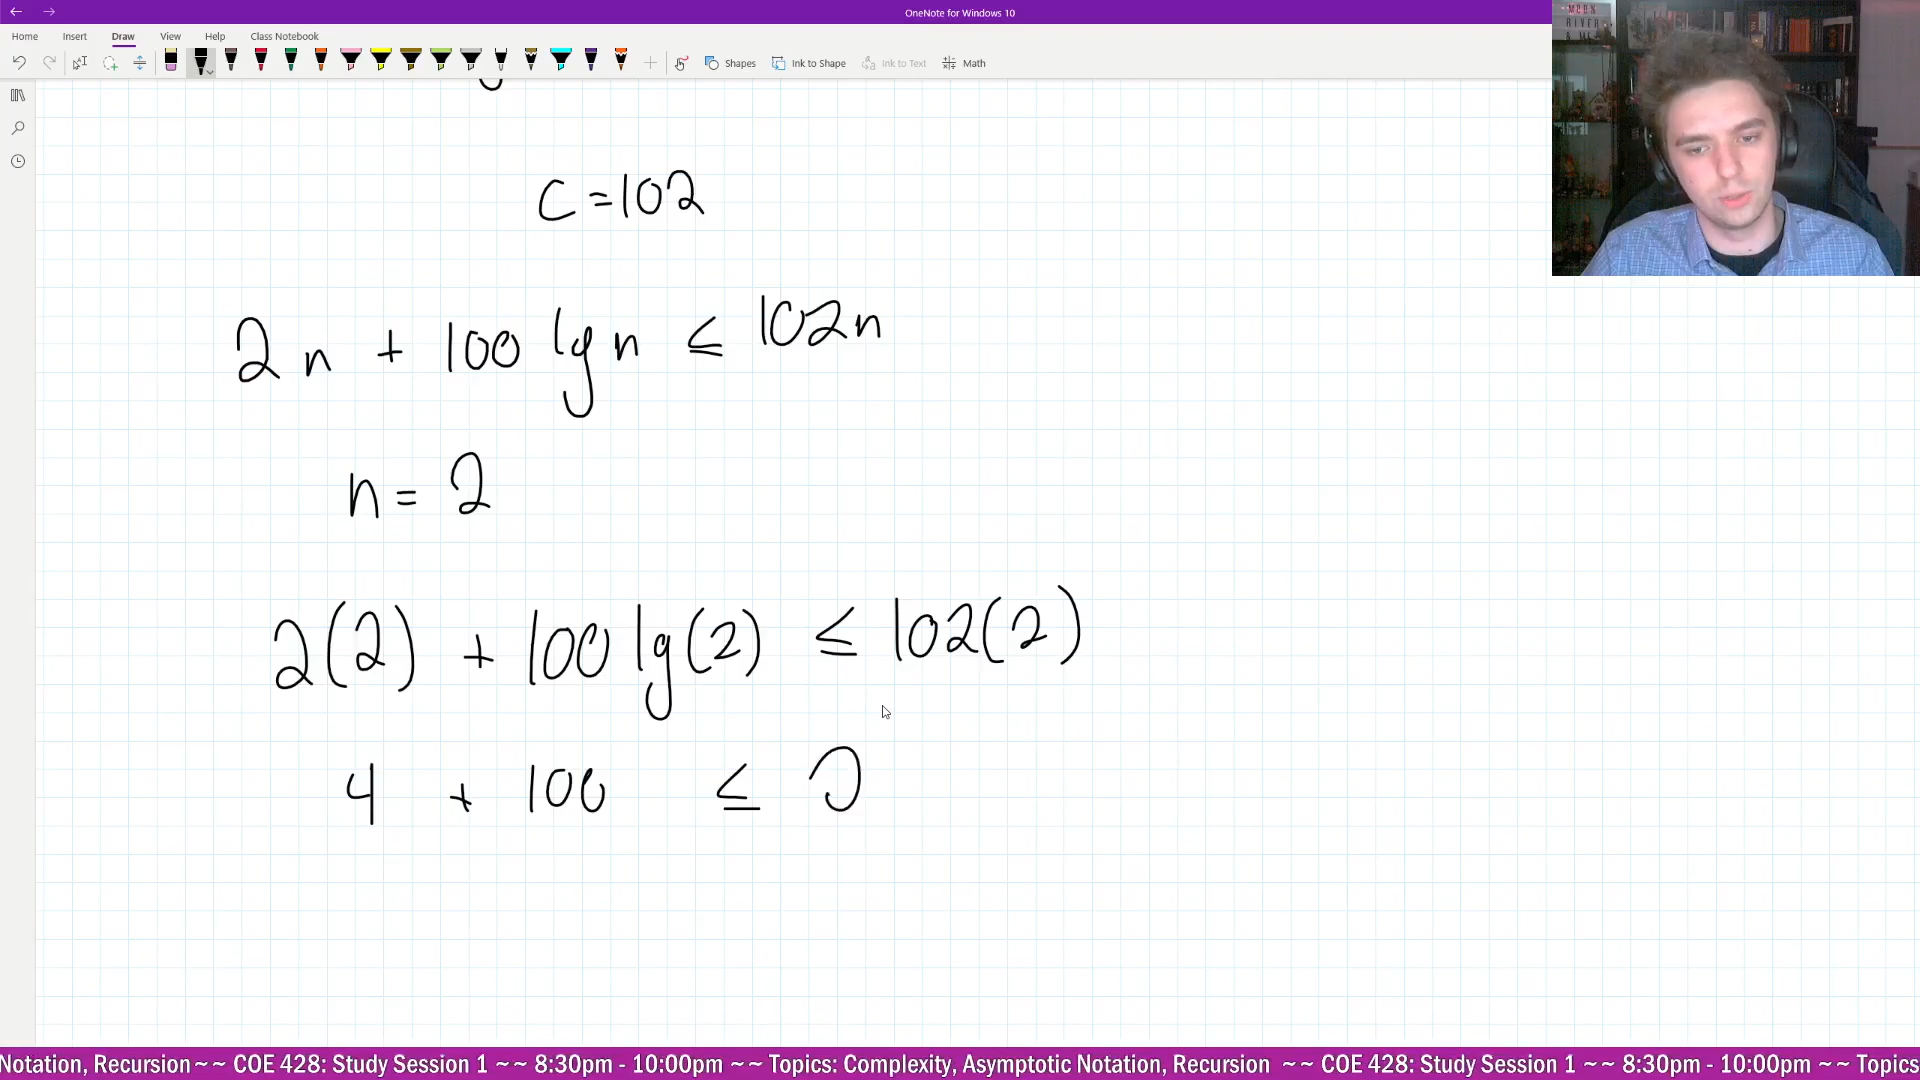 OneNote for Windows 10
Home Insert Draw View Help Class Notebook
Shapes Ink to Shape Ink to Text Math
MOON
RIVER
C = 102
2n + 100 lg n ≤ 102n
n = 2
2(2) + 100 lg(2) ≤ 102(2)
4 + 100 ≤
Notation, Recursion ~~ COE 428: Study Session 1 ~~ 8:30pm - 10:00pm ~~ Topics: Complexity, Asymptotic Notation, Recursion ~~ COE 428: Study Session 1 ~~ 8:30pm - 10:00pm ~~ Topics